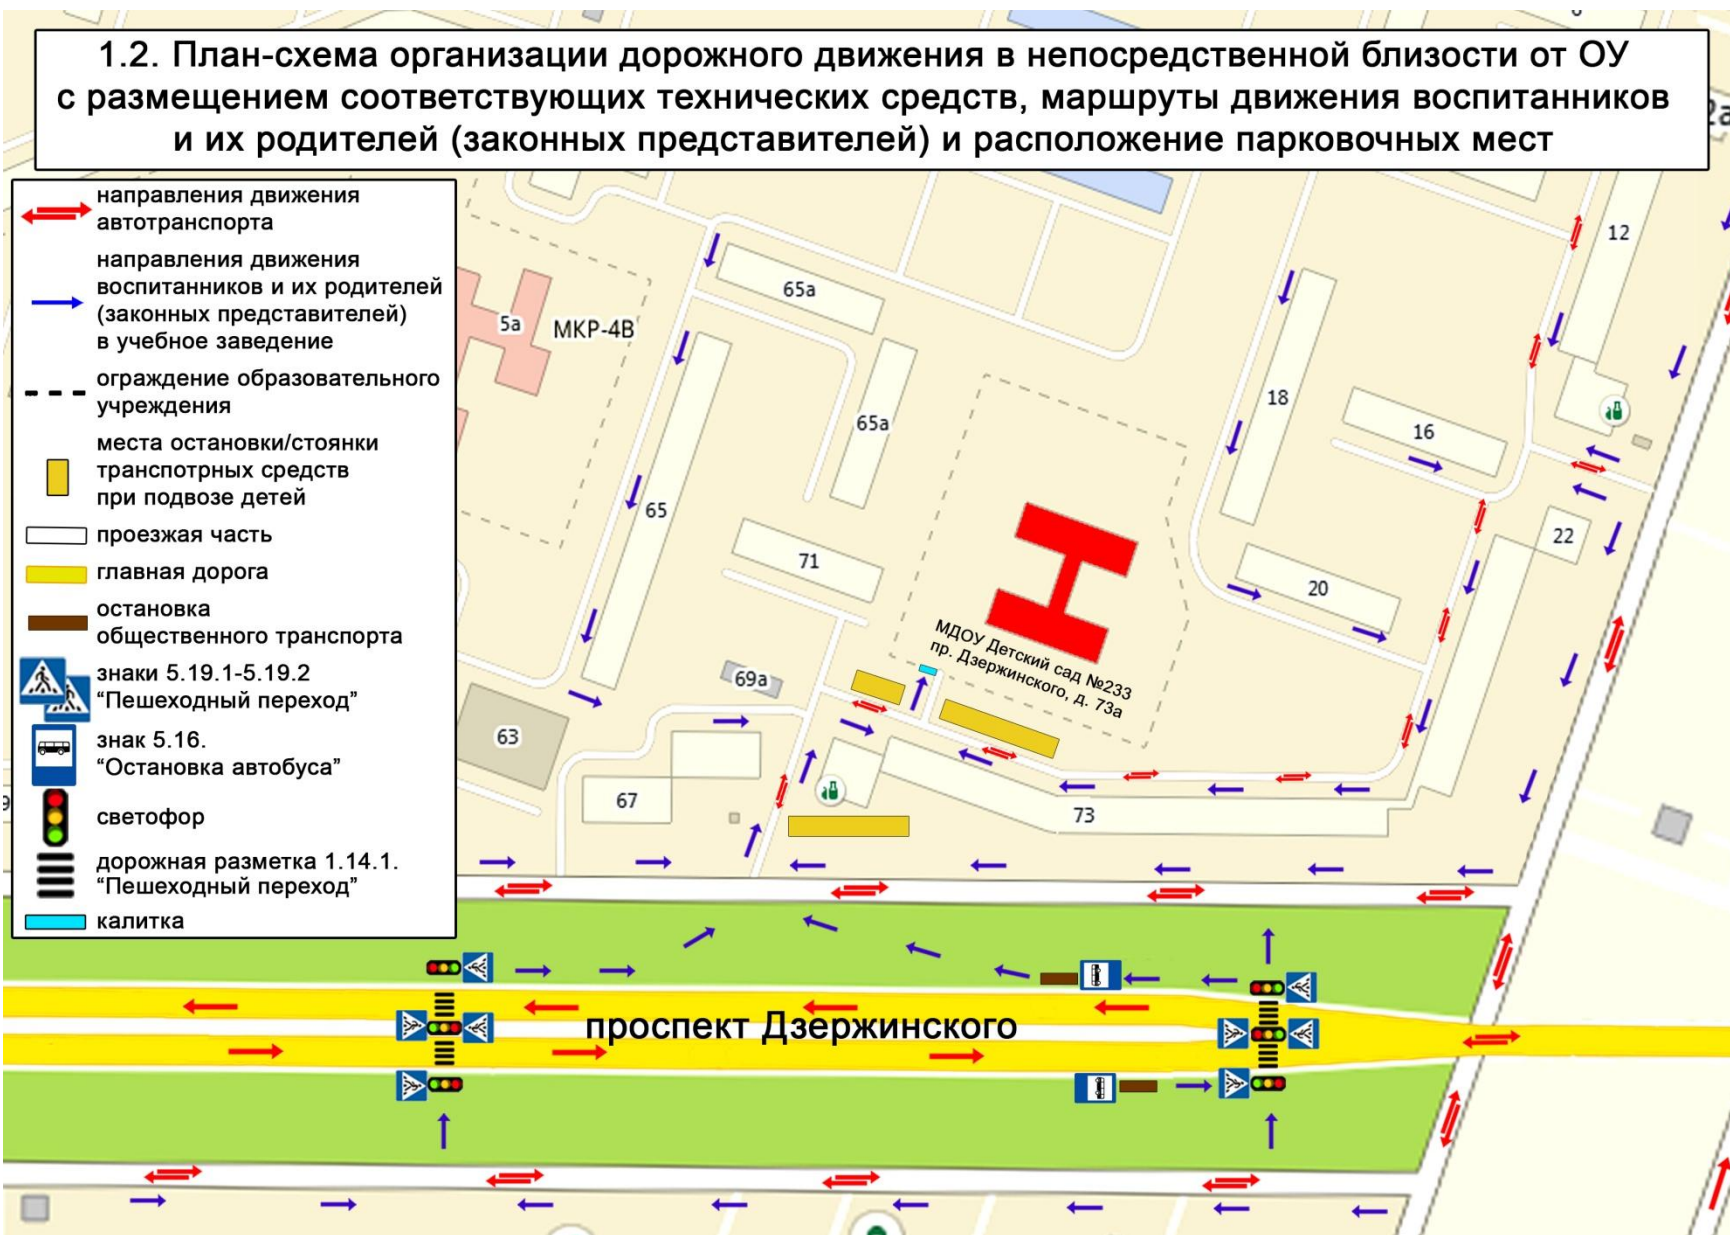 1.2. План-схема организации дорожного движения в непосредственной близости от ОУ
с размещением соответствующих технических средств, маршруты движения воспитанников
и их родителей (законных представителей) и расположение парковочных мест
2а
направления движения
автотранспорта
направления движения
воспитанников и их родителей
(законных представителей)
в учебное заведение
ограждение образовательного
учреждения
места остановки/стоянки
транспотрных средств
при подвозе детей
проезжая часть
главная дорога
остановка
общественного транспорта
знаки 5.19.1-5.19.2
“Пешеходный переход”
знак 5.16.
“Остановка автобуса”
светофор
дорожная разметка 1.14.1.
“Пешеходный переход”
калитка
12
65а
5а
МКР-4В
18
65а
16
65
22
71
20
МДОУ Детский сад №233
пр. Дзержинского, д. 73а
69а
63
67
73
проспект Дзержинского